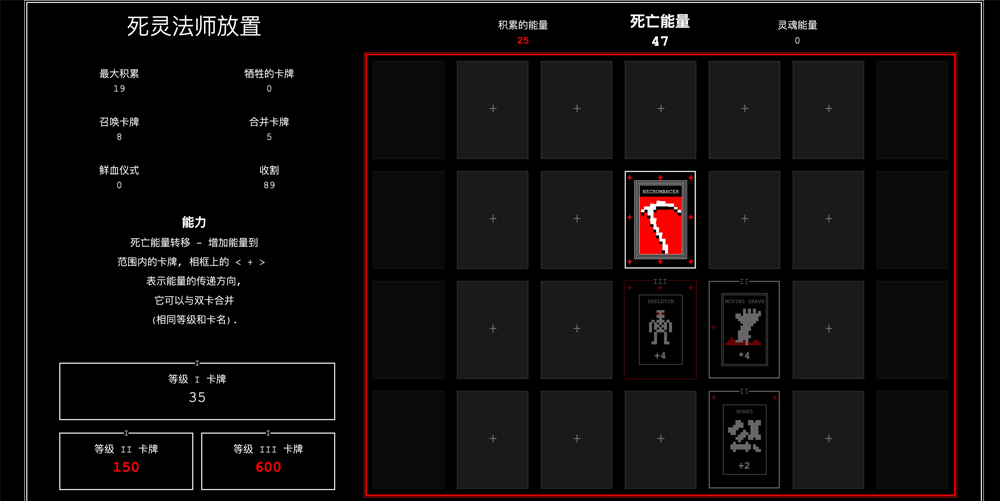 死灵法师放置
积累的能量
25
死亡能量
47
灵魂能量
0
最大积累
19
牺牲的卡牌
0
召唤卡牌
8
合并卡牌
5
鲜血仪式
0
收割
89
能力
死亡能量转移 - 增加能量到
范围内的卡牌, 相框上的 < + >
表示能量的传递方向,
它可以与双卡合并
(相同等级和卡名).
I
等级 I 卡牌
35
I
等级 II 卡牌
150
I
等级 III 卡牌
600
NECROMANCER
III
SKELETON
+4
II
MOVING GRAVE
*4
II
BONES
+2